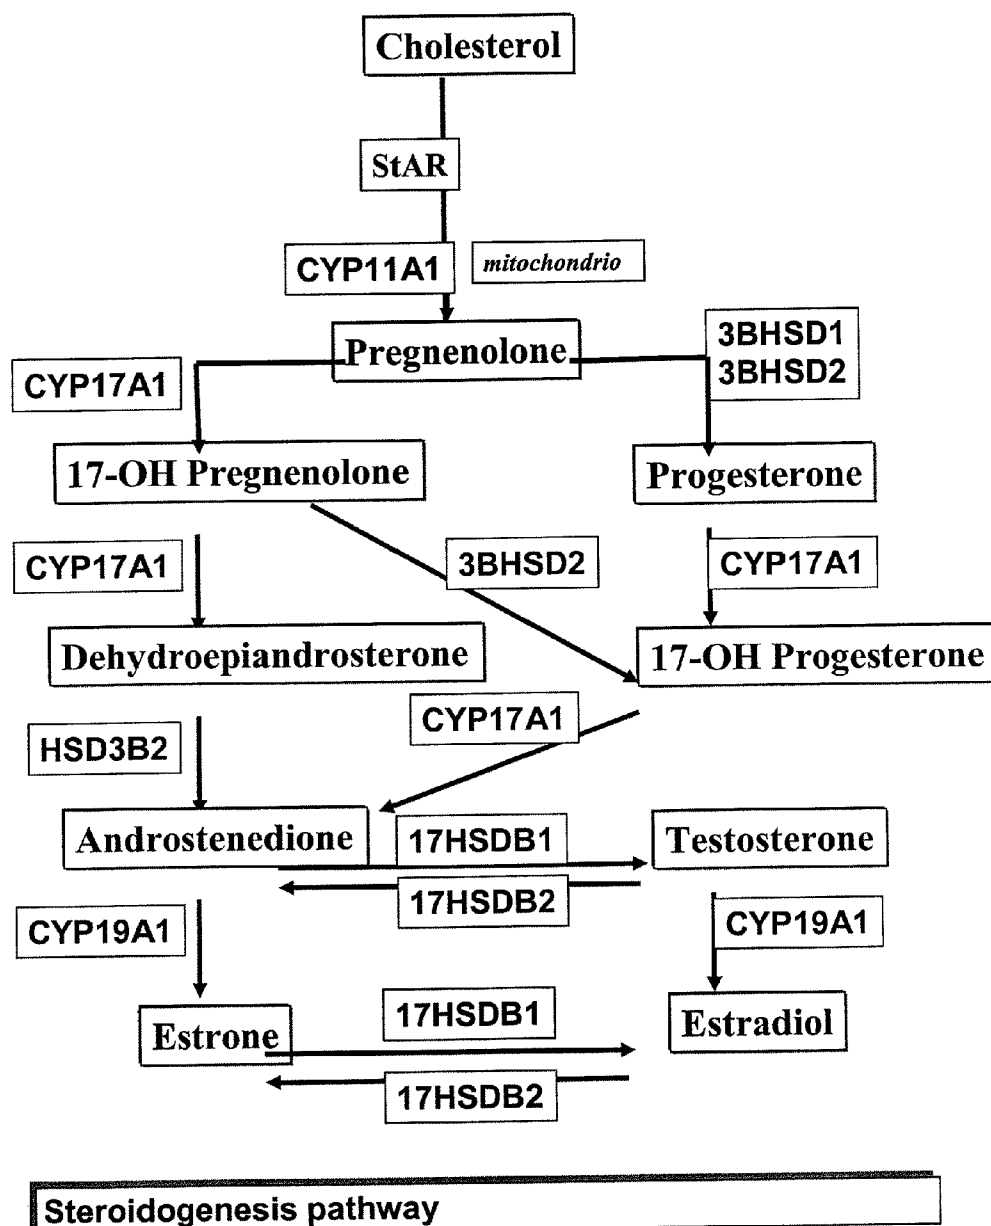 Cholesterol
StAR
CYP11A1
mitochondrio
Pregnenolone
3BHSD1
3BHSD2
CYP17A1
17-OH Pregnenolone
Progesterone
CYP17A1
3BHSD2
CYP17A1
Dehydroepiandrosterone
17-OH Progesterone
CYP17A1
HSD3B2
Androstenedione
17HSDB1
Testosterone
17HSDB2
CYP19A1
CYP19A1
17HSDB1
Estrone
Estradiol
17HSDB2
Steroidogenesis pathway